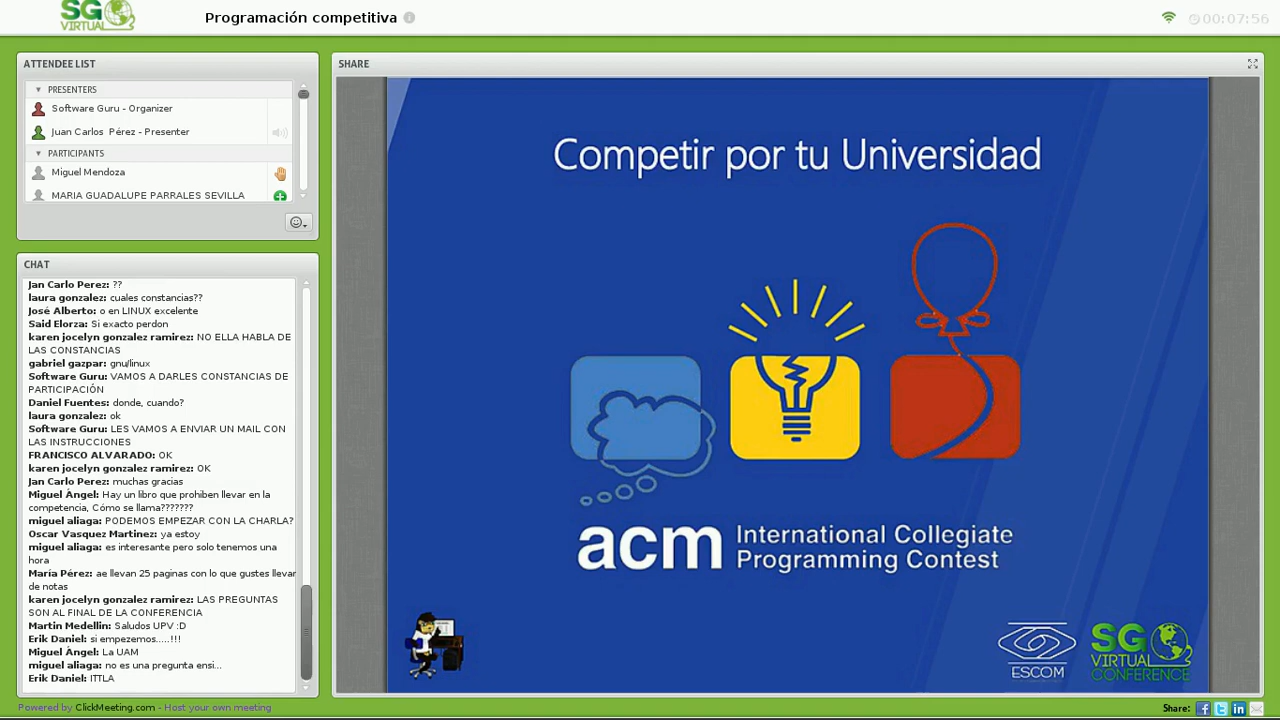 SG
VIRTUAL
Programación competitiva
00:07:56
ATTENDEE LIST
PRESENTERS
Software Guru - Organizer
Juan Carlos Pérez - Presenter
PARTICIPANTS
Miguel Mendoza
MARIA GUADALUPE PARRALES SEVILLA
CHAT
Jan Carlo Perez: ??
laura gonzalez: cuales constancias??
José Alberto: o en LINUX excelente
Said Elorza: Si exacto perdon
karen jocelyn gonzalez ramirez: NO ELLA HABLA DE
LAS CONSTANCIAS
gabriel gazpar: gnu/linux
Software Guru: VAMOS A DARLES CONSTANCIAS DE
PARTICIPACIÓN
Daniel Fuentes: donde, cuando?
laura gonzalez: ok
Software Guru: LES VAMOS A ENVIAR UN MAIL CON
LAS INSTRUCCIONES
FRANCISCO ALVARADO: OK
karen jocelyn gonzalez ramirez: OK
Jan Carlo Perez: muchas gracias
Miguel Ángel: Hay un libro que prohiben llevar en la
competencia, Cómo se llama???????
miguel aliaga: PODEMOS EMPEZAR CON LA CHARLA?
Oscar Vasquez Martinez: ya estoy
miguel aliaga: es interesante pero solo tenemos una
hora
María Pérez: ae llevan 25 paginas con lo que gustes llevar
de notas
karen jocelyn gonzalez ramirez: LAS PREGUNTAS
SON AL FINAL DE LA CONFERENCIA
Martin Medellin: Saludos UPV :D
Erik Daniel: si empezemos.....!!!
Miguel Ángel: La UAM
miguel aliaga: no es una pregunta ensi...
Erik Daniel: ITTLA
SHARE
Competir por tu Universidad
acm International Collegiate
Programming Contest
ESCOM
SG
VIRTUAL
CONFERENCE
Powered by ClickMeeting.com - Host your own meeting
Share: